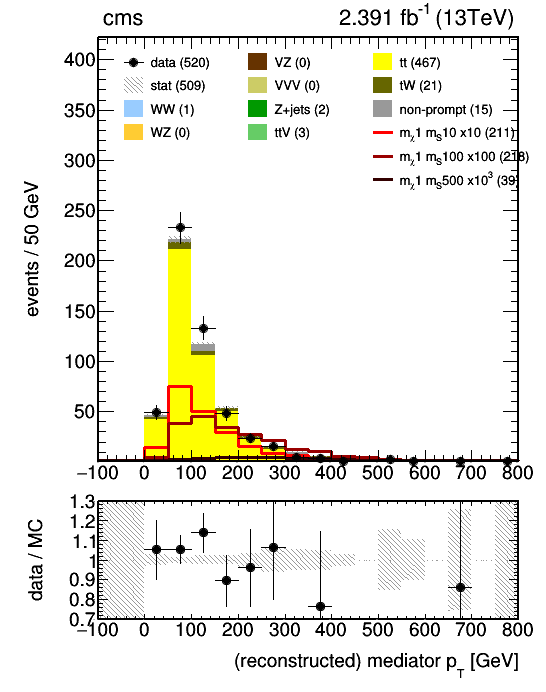 cms 2.391 fb⁻¹ (13TeV)
data (520) VZ (0) tt (467)
stat (509) VVV (0) tW (21)
WW (1) Z+jets (2) non-prompt (15)
WZ (0) ttV (3) mχ1 mS10 x10 (211)
mχ1 mS100 x100 (218)
mχ1 mS500 x10³ (39)
events / 50 GeV
400
350
300
250
200
150
100
50
−100 0 100 200 300 400 500 600 700 800
data / MC
1.3
1.2
1.1
1
0.9
0.8
0.7
−100 0 100 200 300 400 500 600 700 800
(reconstructed) mediator pT [GeV]